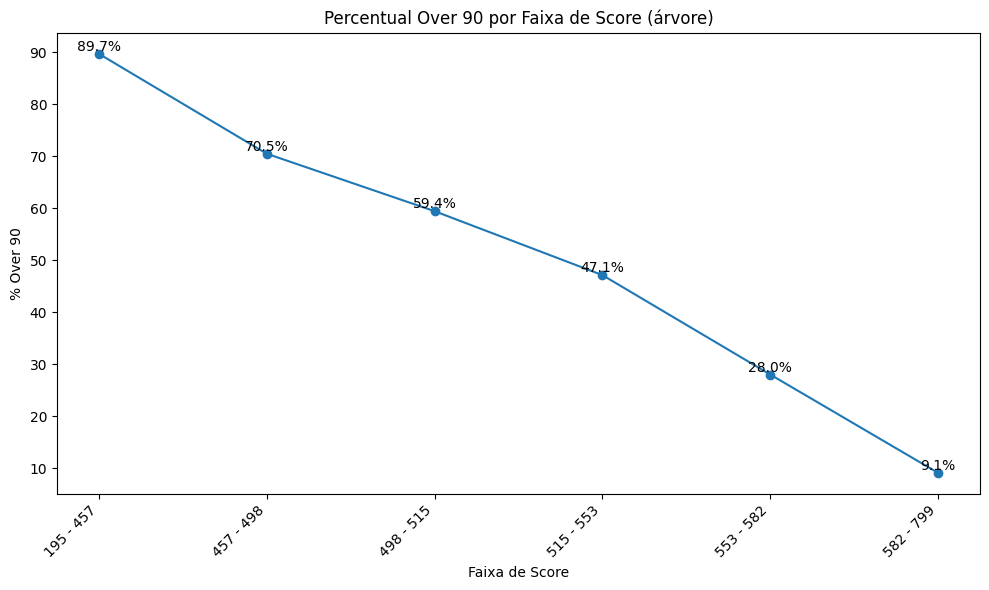 Percentual Over 90 por Faixa de Score (árvore)
% Over 90
90
80
70
60
50
40
30
20
10
89.7%
70.5%
59.4%
47.1%
28.0%
9.1%
195 - 457
457 - 498
498 - 515
515 - 553
553 - 582
582 - 799
Faixa de Score